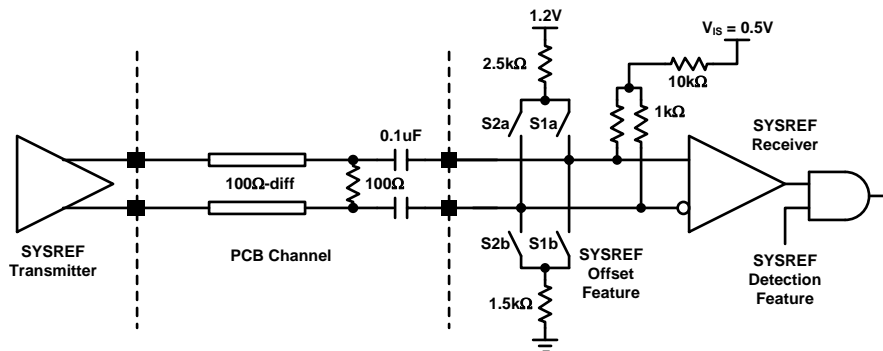 1.2V
V_IS = 0.5V
2.5kΩ
10kΩ
S2a
S1a
1kΩ
0.1uF
SYSREF
Receiver
100Ω-diff
100Ω
SYSREF
Transmitter
PCB Channel
S2b
S1b
SYSREF
Offset
Feature
SYSREF
Detection
Feature
1.5kΩ